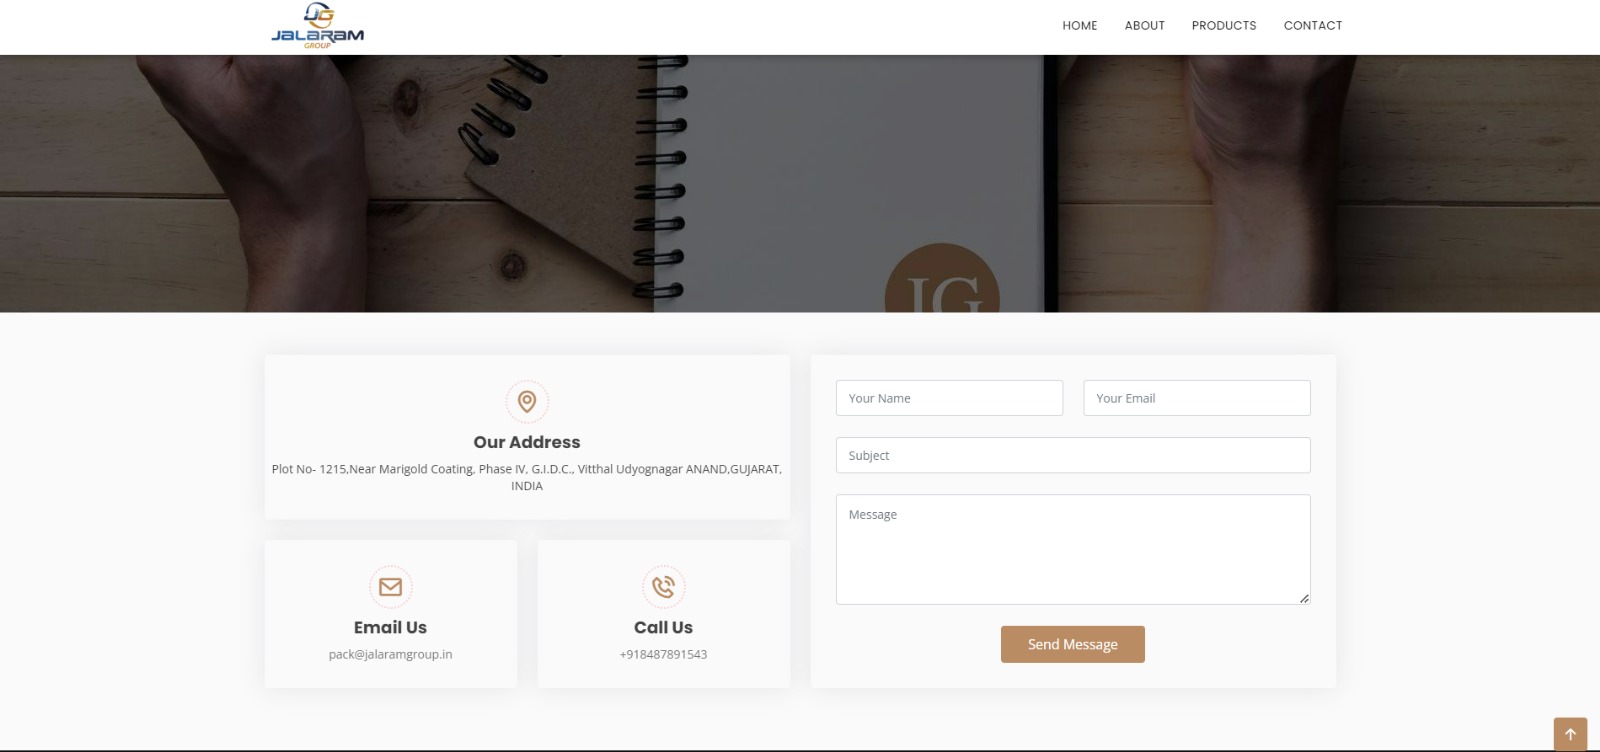 JG
JALARAM
GROUP
HOME
ABOUT
PRODUCTS
CONTACT
JG
Our Address
Plot No- 1215,Near Marigold Coating, Phase IV, G.I.D.C., Vitthal Udyognagar ANAND,GUJARAT,
INDIA
Email Us
pack@jalaramgroup.in
Call Us
+918487891543
Your Name
Your Email
Subject
Message
Send Message